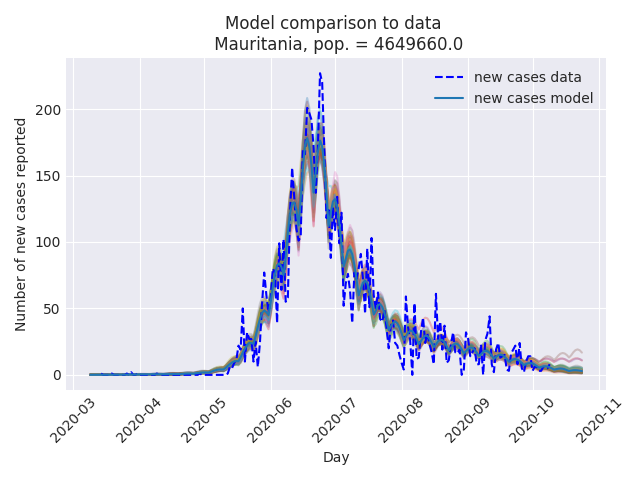 Model comparison to data
Mauritania, pop. = 4649660.0
new cases data
new cases model
Number of new cases reported
200
150
100
50
0
2020-03
2020-04
2020-05
2020-06
2020-07
2020-08
2020-09
2020-10
2020-11
Day